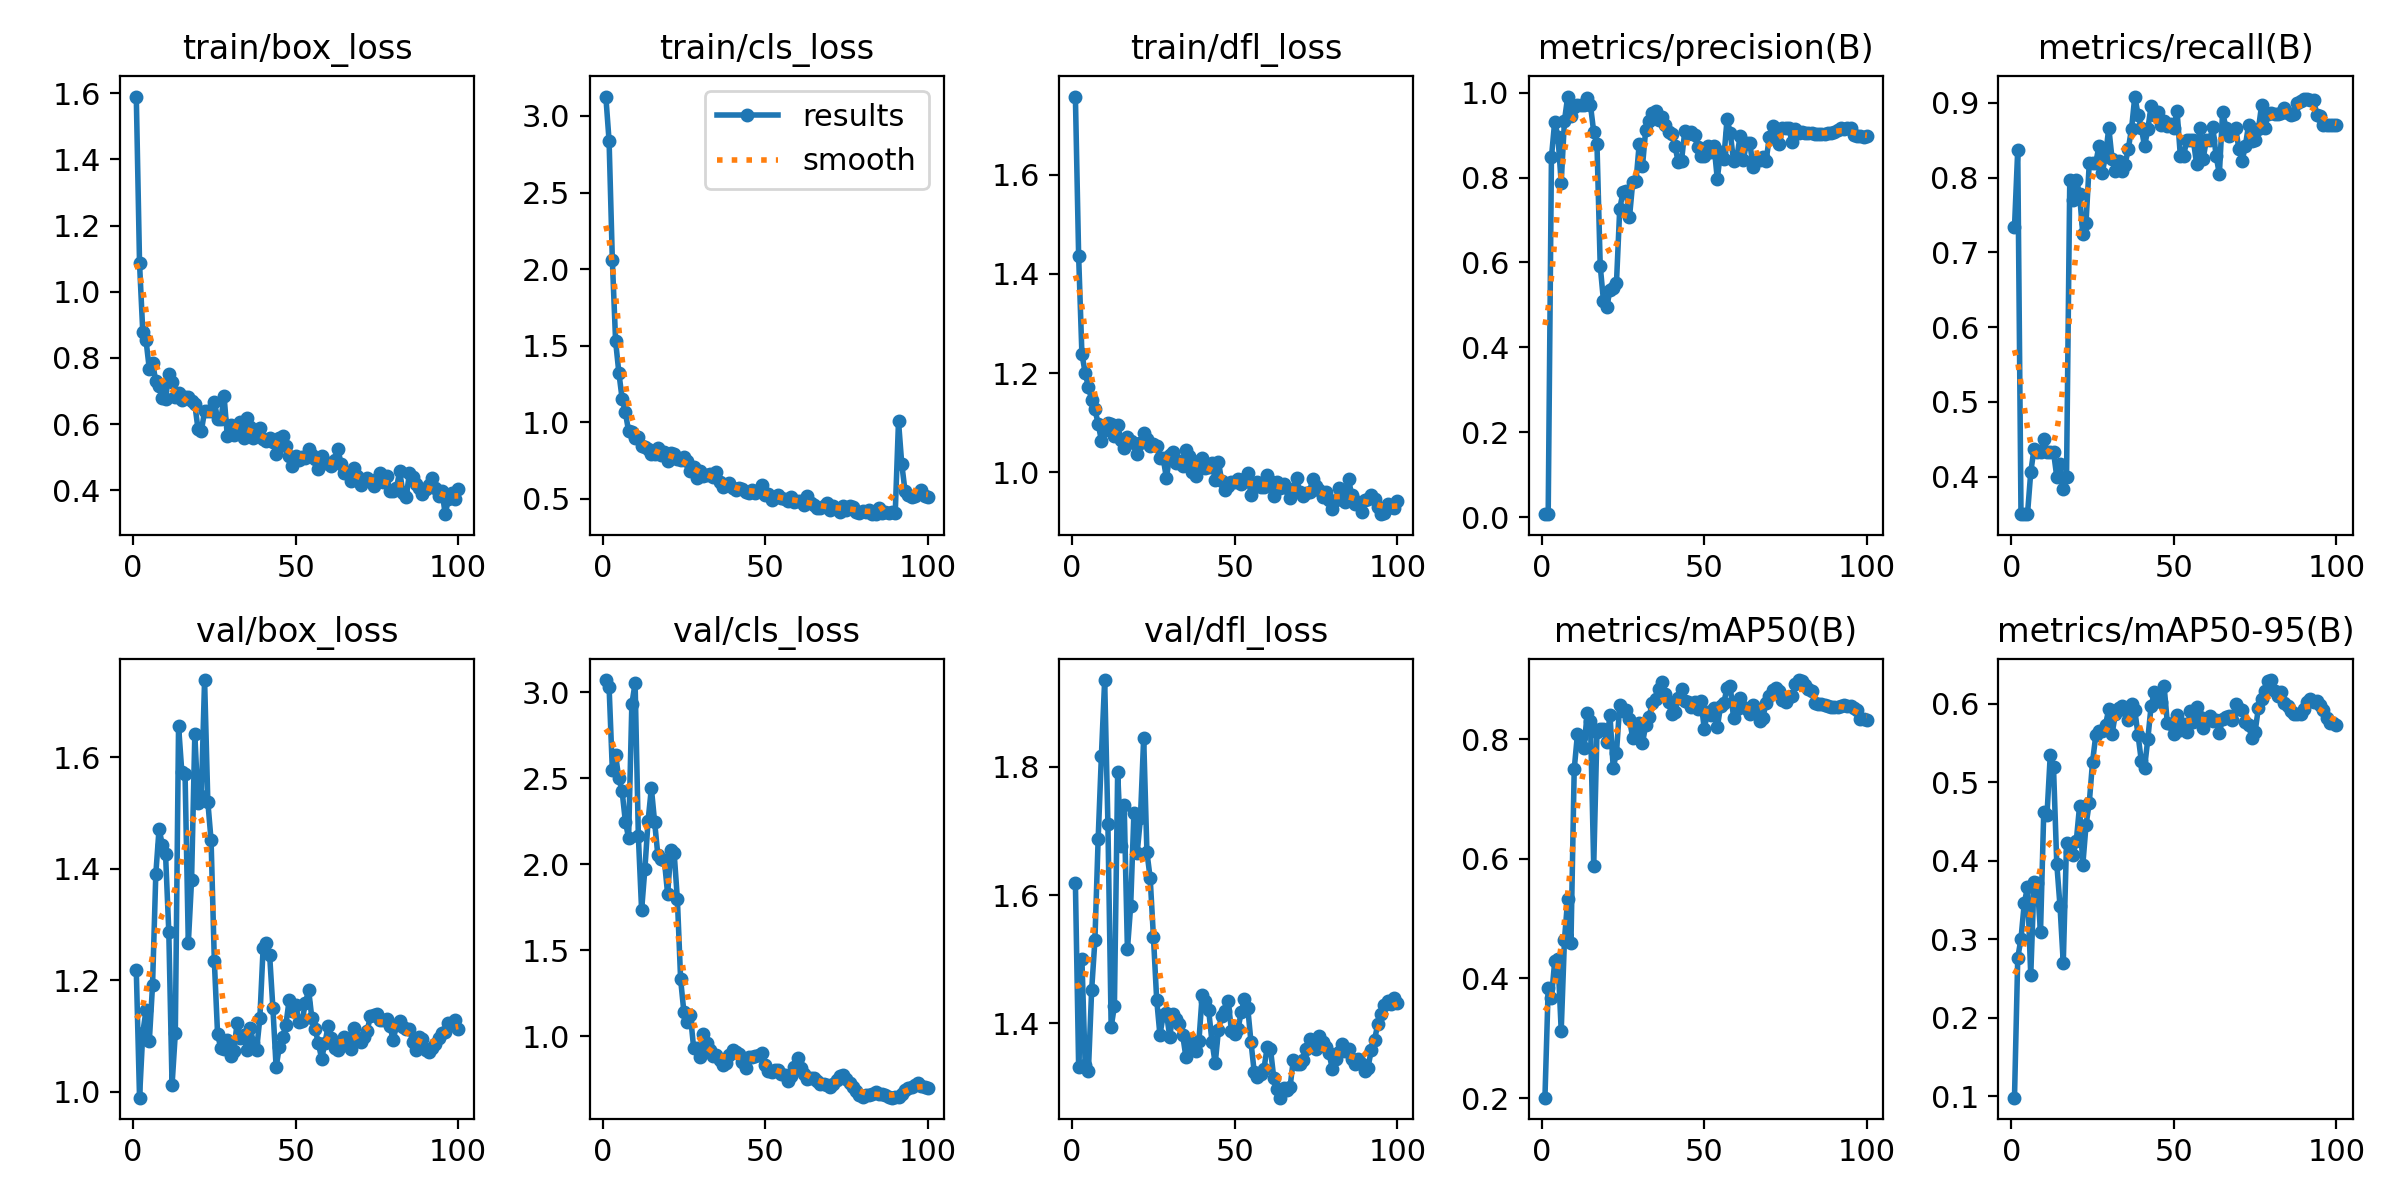 train/box_loss
1.6
1.4
1.2
1.0
0.8
0.6
0.4
0 50 100
train/cls_loss
results
smooth
3.0
2.5
2.0
1.5
1.0
0.5
0 50 100
train/dfl_loss
1.6
1.4
1.2
1.0
0 50 100
metrics/precision(B)
1.0
0.8
0.6
0.4
0.2
0.0
0 50 100
metrics/recall(B)
0.9
0.8
0.7
0.6
0.5
0.4
0 50 100
val/box_loss
1.6
1.4
1.2
1.0
0 50 100
val/cls_loss
3.0
2.5
2.0
1.5
1.0
0 50 100
val/dfl_loss
1.8
1.6
1.4
0 50 100
metrics/mAP50(B)
0.8
0.6
0.4
0.2
0 50 100
metrics/mAP50-95(B)
0.6
0.5
0.4
0.3
0.2
0.1
0 50 100